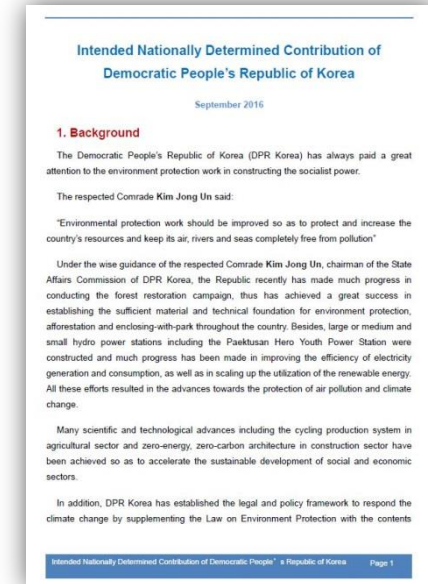 Intended Nationally Determined Contribution of
Democratic People's Republic of Korea
September 2016
1. Background
The Democratic People's Republic of Korea (DPR Korea) has always paid a great
attention to the environment protection work in constructing the socialist power.
The respected Comrade Kim Jong Un said:
"Environmental protection work should be improved so as to protect and increase the
country's resources and keep its air, rivers and seas completely free from pollution"
Under the wise guidance of the respected Comrade Kim Jong Un, chairman of the State
Affairs Commission of DPR Korea, the Republic recently has made much progress in
conducting the forest restoration campaign, thus has achieved a great success in
establishing the sufficient material and technical foundation for environment protection,
afforestation and enclosing-with-park throughout the country. Besides, large or medium and
small hydro power stations including the Paektusan Hero Youth Power Station were
constructed and much progress has been made in improving the efficiency of electricity
generation and consumption, as well as in scaling up the utilization of the renewable energy.
All these efforts resulted in the advances towards the protection of air pollution and climate
change.
Many scientific and technological advances including the cycling production system in
agricultural sector and zero-energy, zero-carbon architecture in construction sector have
been achieved so as to accelerate the sustainable development of social and economic
sectors.
In addition, DPR Korea has established the legal and policy framework to respond the
climate change by supplementing the Law on Environment Protection with the contents
Intended Nationally Determined Contribution of Democratic People' s Republic of Korea Page 1